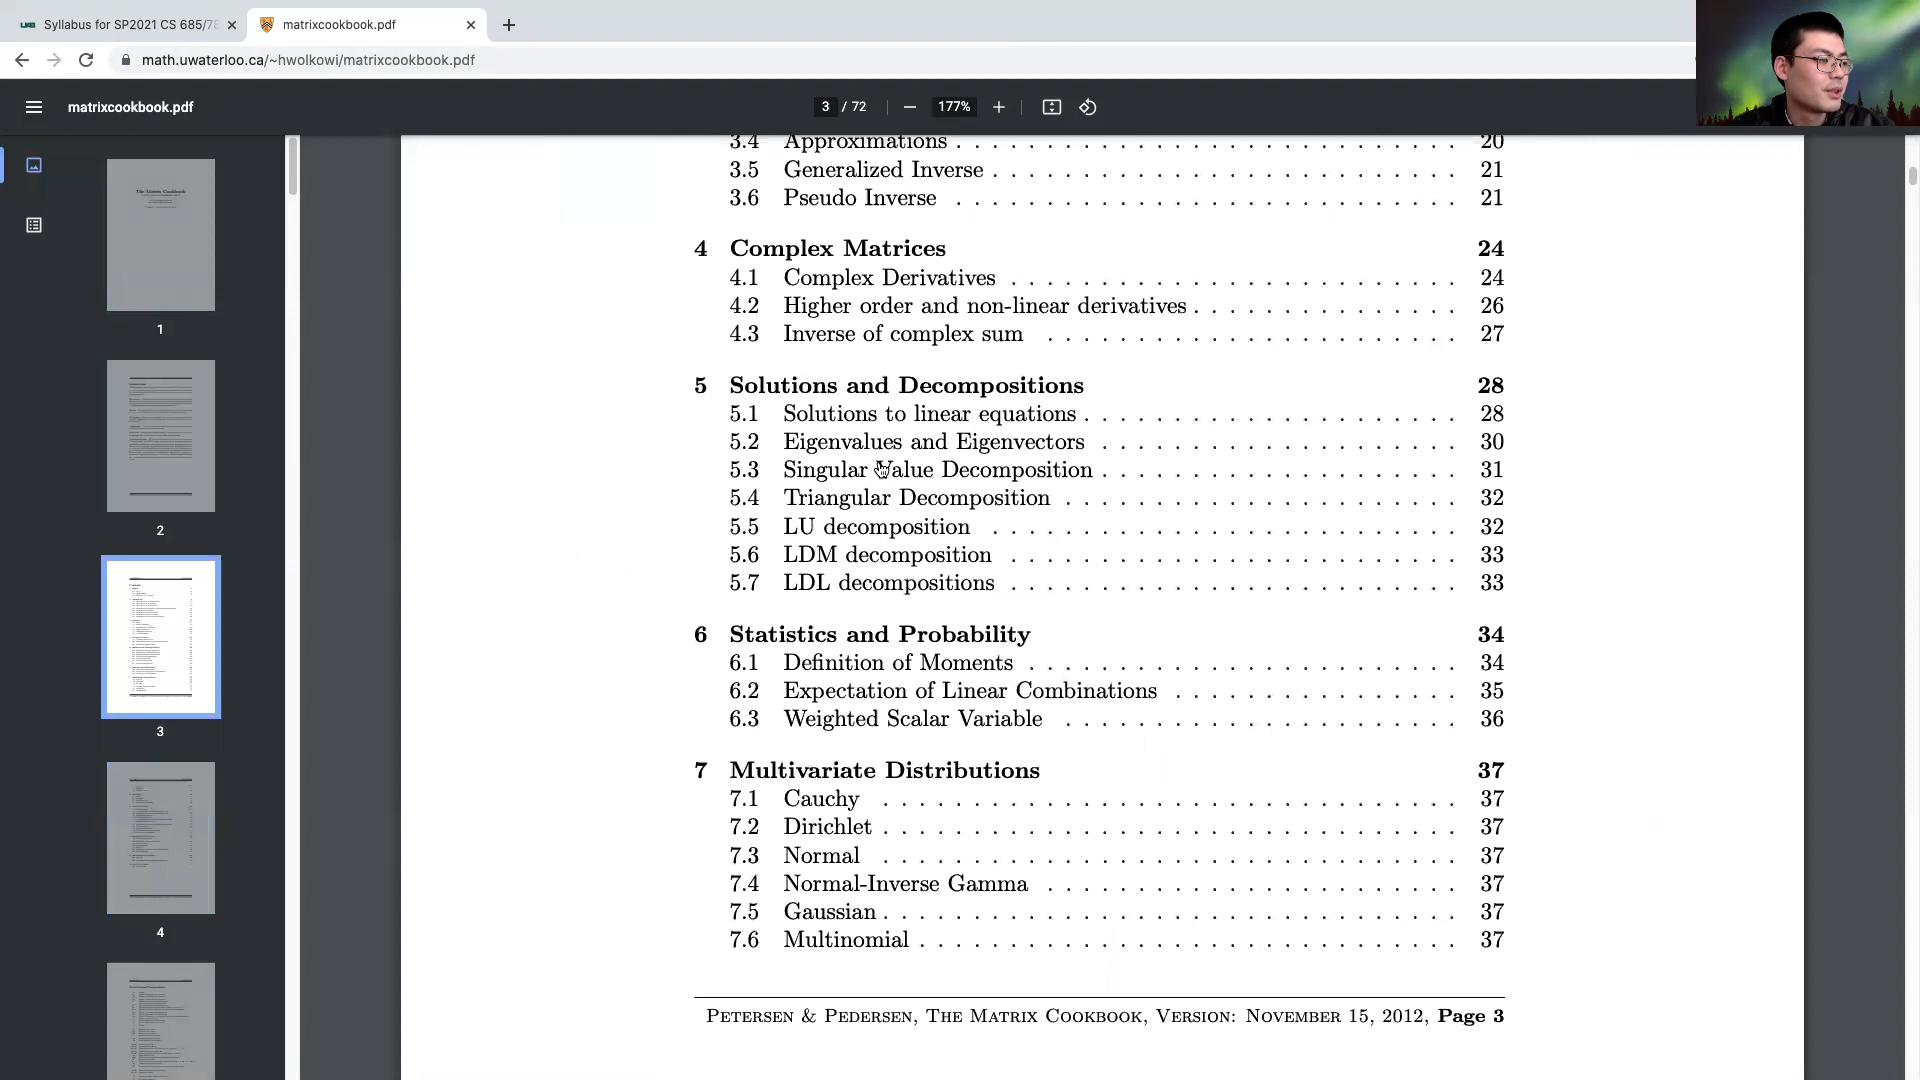 Syllabus for SP2021 CS 685/78
matrixcookbook.pdf
math.uwaterloo.ca/~hwolkowi/matrixcookbook.pdf
matrixcookbook.pdf
3 / 72
177%
3.4 Approximations . . . . . . . . . . . . . . . . . . . . . . . . . . . . 20
3.5 Generalized Inverse . . . . . . . . . . . . . . . . . . . . . . . . . . 21
3.6 Pseudo Inverse . . . . . . . . . . . . . . . . . . . . . . . . . . . . 21
4 Complex Matrices 24
4.1 Complex Derivatives . . . . . . . . . . . . . . . . . . . . . . . . . 24
4.2 Higher order and non-linear derivatives . . . . . . . . . . . . . . . 26
4.3 Inverse of complex sum . . . . . . . . . . . . . . . . . . . . . . . 27
5 Solutions and Decompositions 28
5.1 Solutions to linear equations . . . . . . . . . . . . . . . . . . . . . 28
5.2 Eigenvalues and Eigenvectors . . . . . . . . . . . . . . . . . . . . 30
5.3 Singular Value Decomposition . . . . . . . . . . . . . . . . . . . . 31
5.4 Triangular Decomposition . . . . . . . . . . . . . . . . . . . . . . 32
5.5 LU decomposition . . . . . . . . . . . . . . . . . . . . . . . . . . 32
5.6 LDM decomposition . . . . . . . . . . . . . . . . . . . . . . . . . 33
5.7 LDL decompositions . . . . . . . . . . . . . . . . . . . . . . . . . 33
6 Statistics and Probability 34
6.1 Definition of Moments . . . . . . . . . . . . . . . . . . . . . . . . 34
6.2 Expectation of Linear Combinations . . . . . . . . . . . . . . . . 35
6.3 Weighted Scalar Variable . . . . . . . . . . . . . . . . . . . . . . 36
7 Multivariate Distributions 37
7.1 Cauchy . . . . . . . . . . . . . . . . . . . . . . . . . . . . . . . . 37
7.2 Dirichlet . . . . . . . . . . . . . . . . . . . . . . . . . . . . . . . . 37
7.3 Normal . . . . . . . . . . . . . . . . . . . . . . . . . . . . . . . . 37
7.4 Normal-Inverse Gamma . . . . . . . . . . . . . . . . . . . . . . . 37
7.5 Gaussian . . . . . . . . . . . . . . . . . . . . . . . . . . . . . . . . 37
7.6 Multinomial . . . . . . . . . . . . . . . . . . . . . . . . . . . . . . 37
Petersen & Pedersen, The Matrix Cookbook, Version: November 15, 2012, Page 3
1
2
3
4